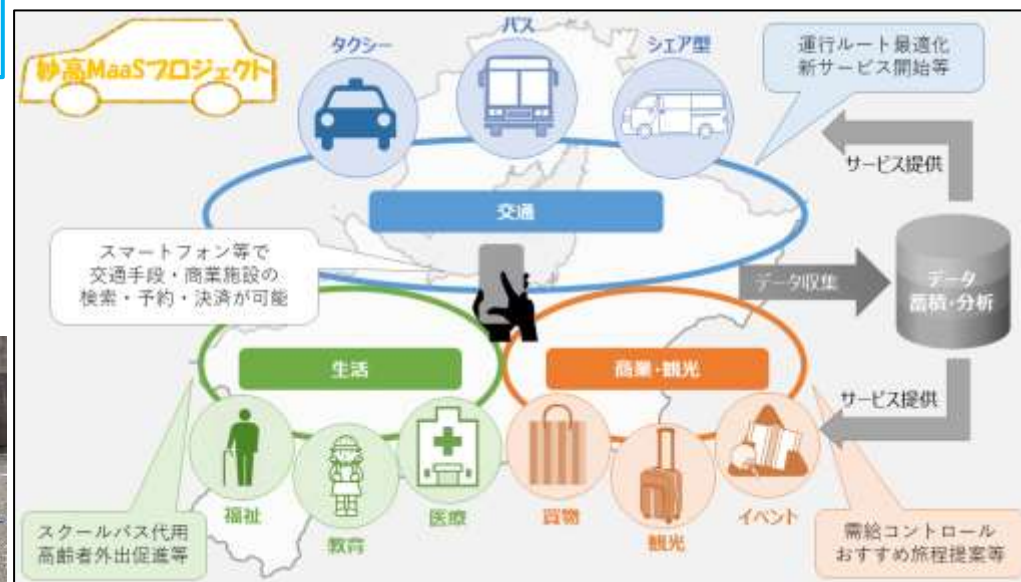 妙高MaaSプロジェクト
タクシー
バス
シェア型
運行ルート最適化
新サービス開始等
サービス提供
交通
スマートフォン等で
交通手段・商業施設の
検索・予約・決済が可能
データ収集
データ
蓄積・分析
生活
商業・観光
サービス提供
福祉
教育
医療
買物
観光
イベント
スクールバス代用
高齢者外出促進等
需給コントロール
おすすめ旅程提案等